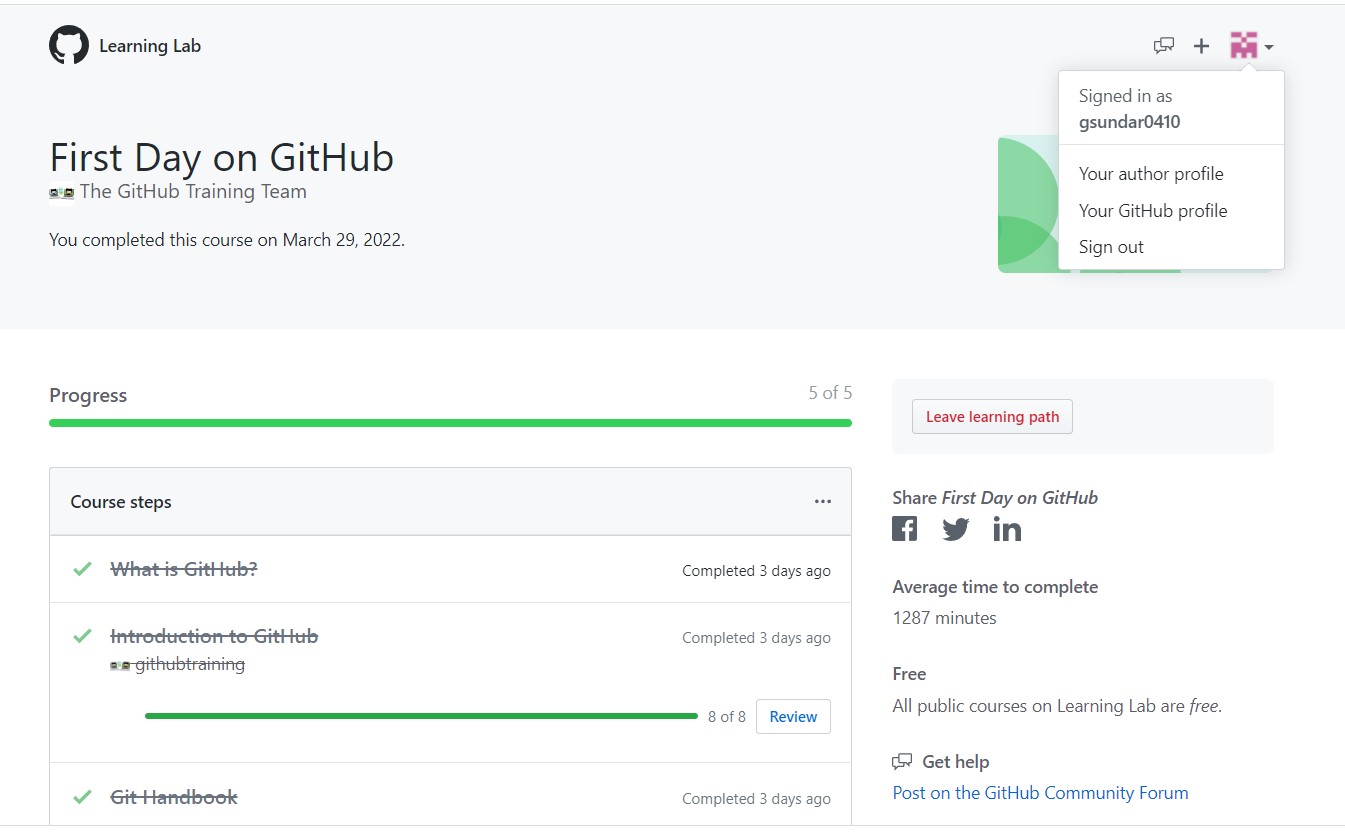 Learning Lab
Signed in as
gsundar0410
Your author profile
Your GitHub profile
Sign out
First Day on GitHub
The GitHub Training Team
You completed this course on March 29, 2022.
Progress
5 of 5
Course steps
What is GitHub?
Completed 3 days ago
Introduction to GitHub
Completed 3 days ago
githubtraining
8 of 8
Review
Git Handbook
Completed 3 days ago
Leave learning path
Share First Day on GitHub
Average time to complete
1287 minutes
Free
All public courses on Learning Lab are free.
Get help
Post on the GitHub Community Forum